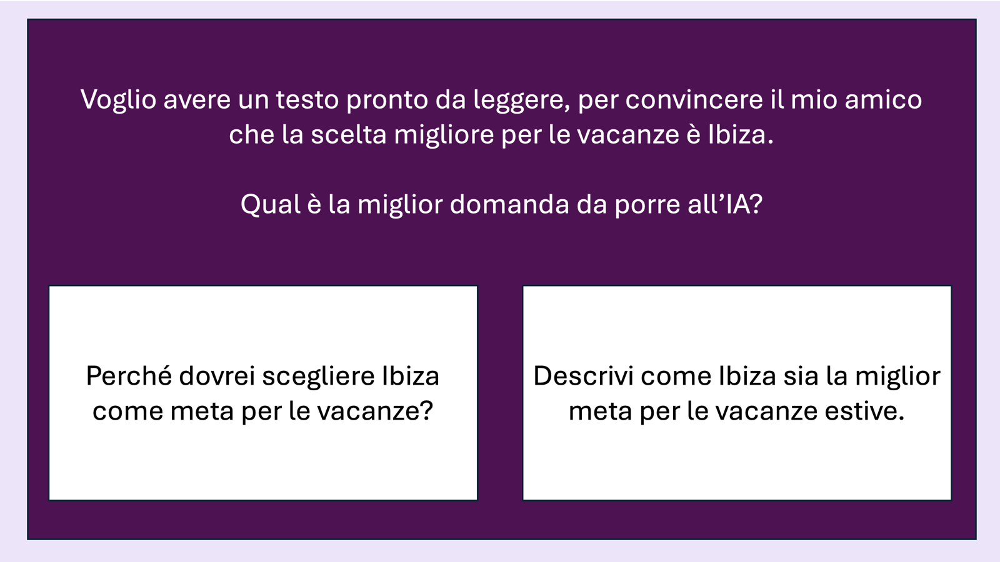 Voglio avere un testo pronto da leggere, per convincere il mio amico
che la scelta migliore per le vacanze è Ibiza.
Qual è la miglior domanda da porre all’IA?
Perché dovrei scegliere Ibiza
come meta per le vacanze?
Descrivi come Ibiza sia la miglior
meta per le vacanze estive.